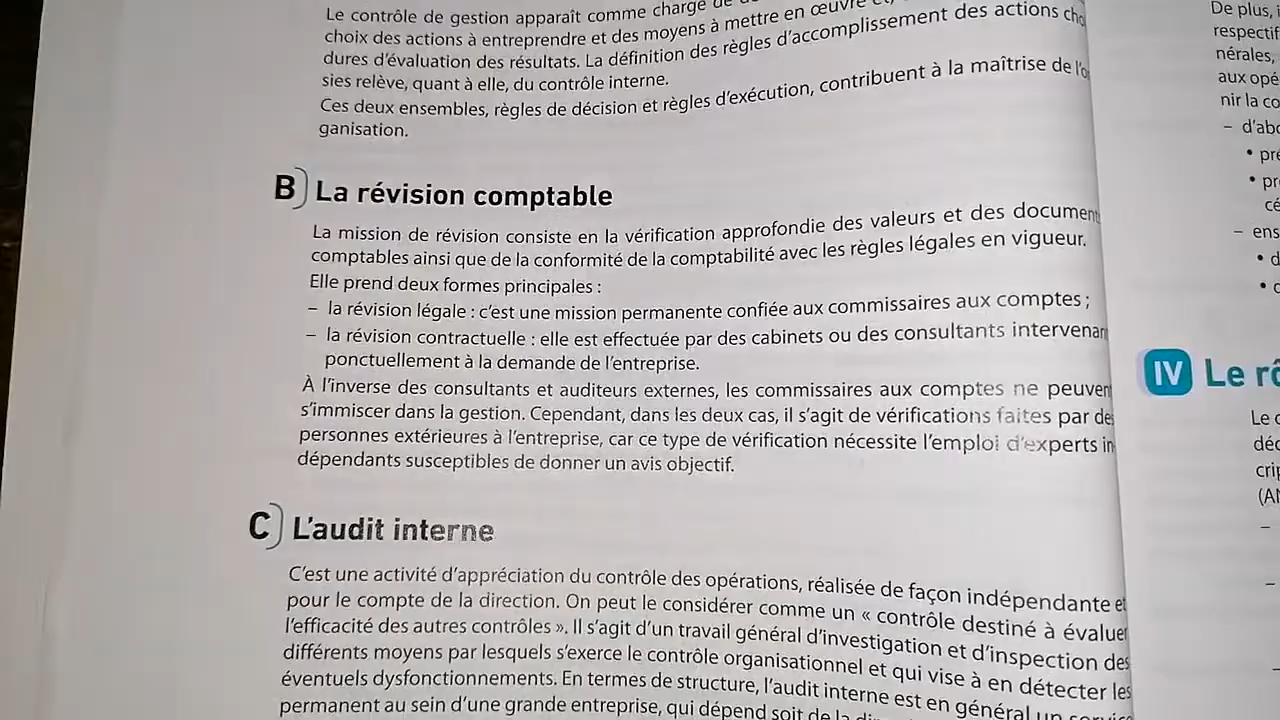 Le contrôle de gestion apparaît comme chargé de
choix des actions à entreprendre et des moyens à mettre en œuvre et,
dures d'évaluation des résultats. La définition des règles d'accomplissement des actions cho
sies relève, quant à elle, du contrôle interne.
Ces deux ensembles, règles de décision et règles d'exécution, contribuent à la maîtrise de l'o
ganisation.
B) La révision comptable
La mission de révision consiste en la vérification approfondie des valeurs et des document
comptables ainsi que de la conformité de la comptabilité avec les règles légales en vigueur.
Elle prend deux formes principales :
– la révision légale : c'est une mission permanente confiée aux commissaires aux comptes ;
– la révision contractuelle : elle est effectuée par des cabinets ou des consultants intervenan
ponctuellement à la demande de l'entreprise.
À l'inverse des consultants et auditeurs externes, les commissaires aux comptes ne peuven
s'immiscer dans la gestion. Cependant, dans les deux cas, il s'agit de vérifications faites par de
personnes extérieures à l'entreprise, car ce type de vérification nécessite l'emploi d'experts in
dépendants susceptibles de donner un avis objectif.
C) L'audit interne
C'est une activité d'appréciation du contrôle des opérations, réalisée de façon indépendante et
pour le compte de la direction. On peut le considérer comme un « contrôle destiné à évaluer
l'efficacité des autres contrôles ». Il s'agit d'un travail général d'investigation et d'inspection des
différents moyens par lesquels s'exerce le contrôle organisationnel et qui vise à en détecter les
éventuels dysfonctionnements. En termes de structure, l'audit interne est en général un service
permanent au sein d'une grande entreprise, qui dépend soit de la
De plus, i
respectif
nérales,
aux opé
nir la co
– d'abo
• pré
• pr
cé
– ens
• d
• c
IV Le rô
Le c
déc
crip
(AN
–
–